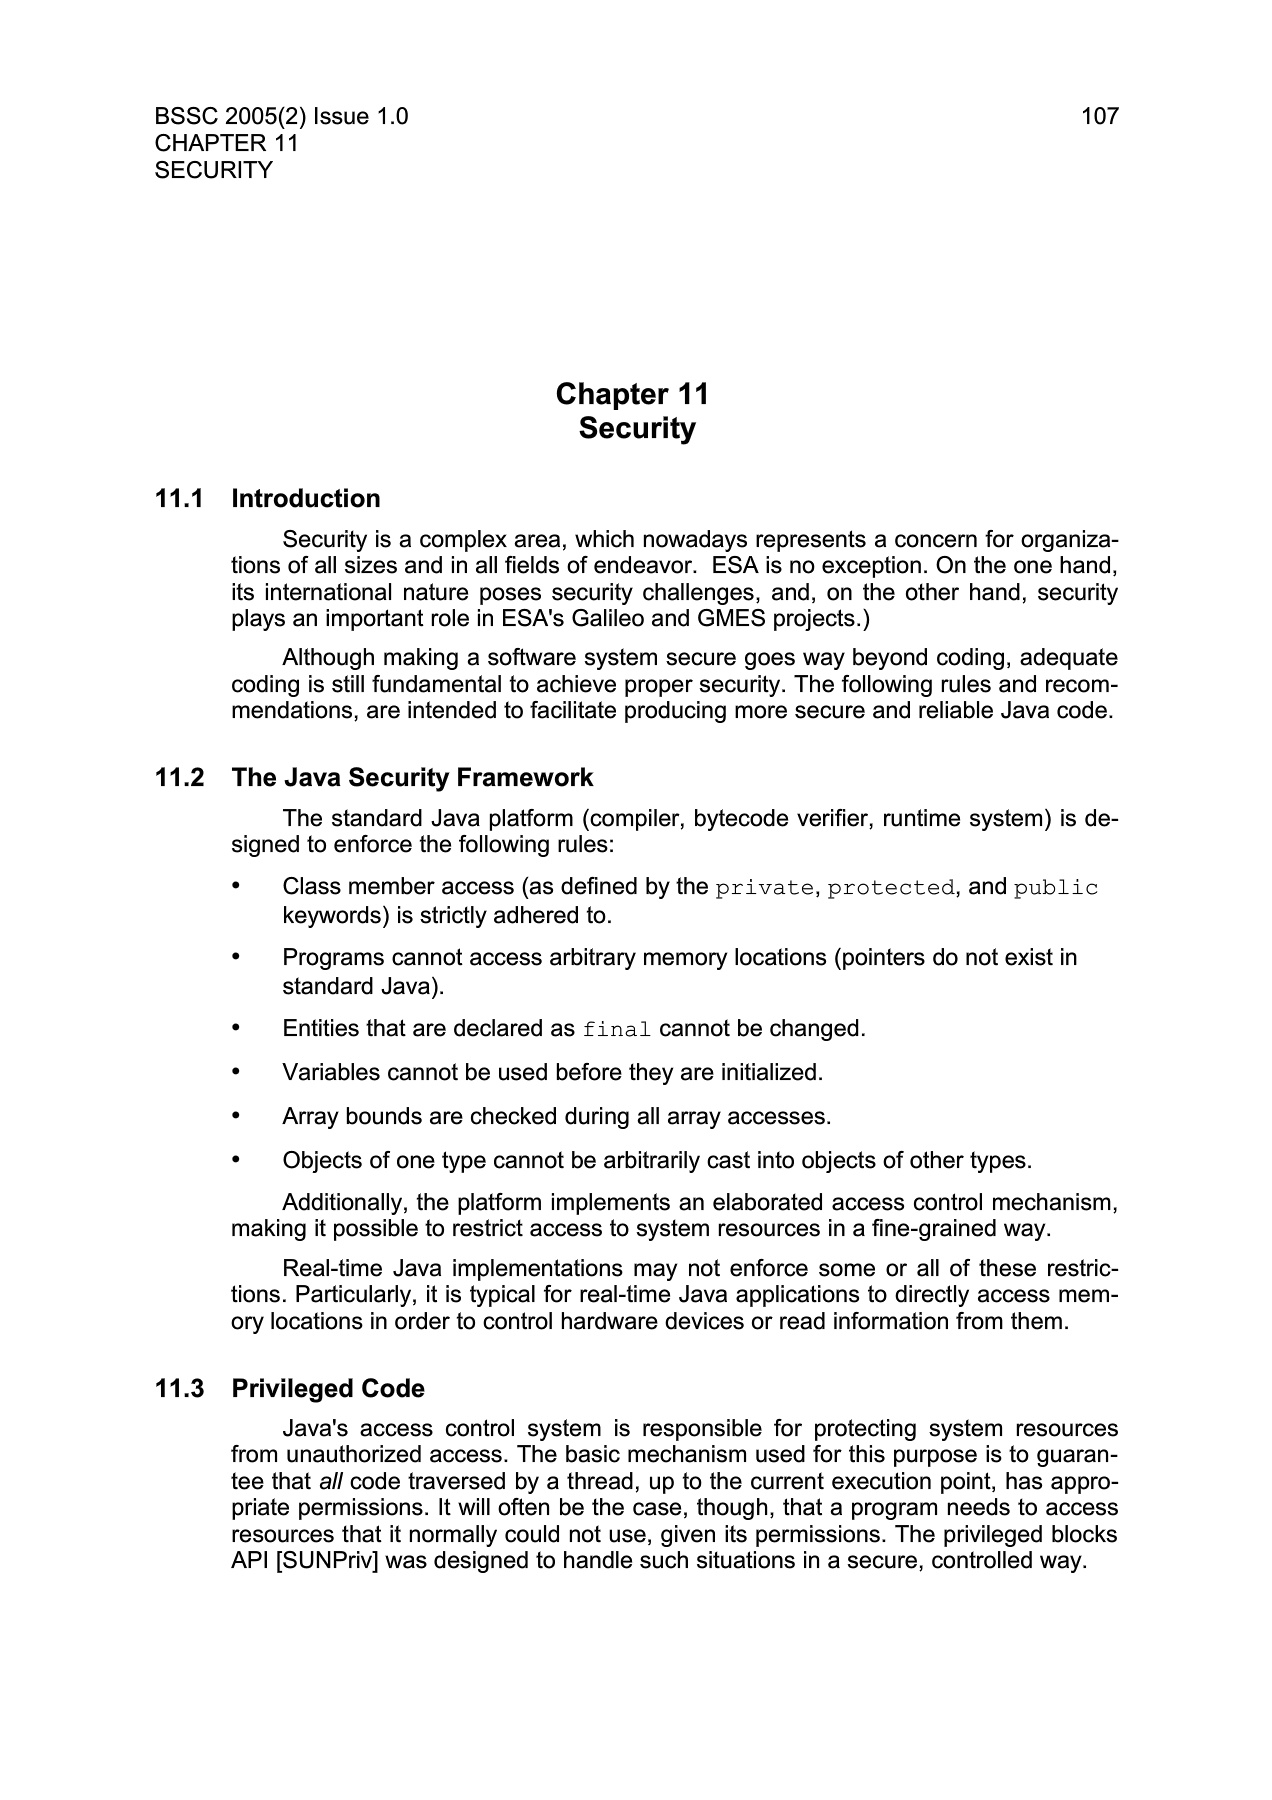 BSSC 2005(2) Issue 1.0 107
CHAPTER 11
SECURITY
Chapter 11
Security
11.1 Introduction
Security is a complex area, which nowadays represents a concern for organiza-
tions of all sizes and in all fields of endeavor.  ESA is no exception. On the one hand,
its international nature poses security challenges, and, on the other hand, security
plays an important role in ESA's Galileo and GMES projects.)
Although making a software system secure goes way beyond coding, adequate
coding is still fundamental to achieve proper security. The following rules and recom-
mendations, are intended to facilitate producing more secure and reliable Java code.
11.2 The Java Security Framework
The standard Java platform (compiler, bytecode verifier, runtime system) is de-
signed to enforce the following rules:
• Class member access (as defined by the private, protected, and public
keywords) is strictly adhered to.
• Programs cannot access arbitrary memory locations (pointers do not exist in
standard Java).
• Entities that are declared as final cannot be changed.
• Variables cannot be used before they are initialized.
• Array bounds are checked during all array accesses.
• Objects of one type cannot be arbitrarily cast into objects of other types.
Additionally, the platform implements an elaborated access control mechanism,
making it possible to restrict access to system resources in a fine-grained way.
Real-time Java implementations may not enforce some or all of these restric-
tions. Particularly, it is typical for real-time Java applications to directly access mem-
ory locations in order to control hardware devices or read information from them.
11.3 Privileged Code
Java's access control system is responsible for protecting system resources
from unauthorized access. The basic mechanism used for this purpose is to guaran-
tee that all code traversed by a thread, up to the current execution point, has appro-
priate permissions. It will often be the case, though, that a program needs to access
resources that it normally could not use, given its permissions. The privileged blocks
API [SUNPriv] was designed to handle such situations in a secure, controlled way.